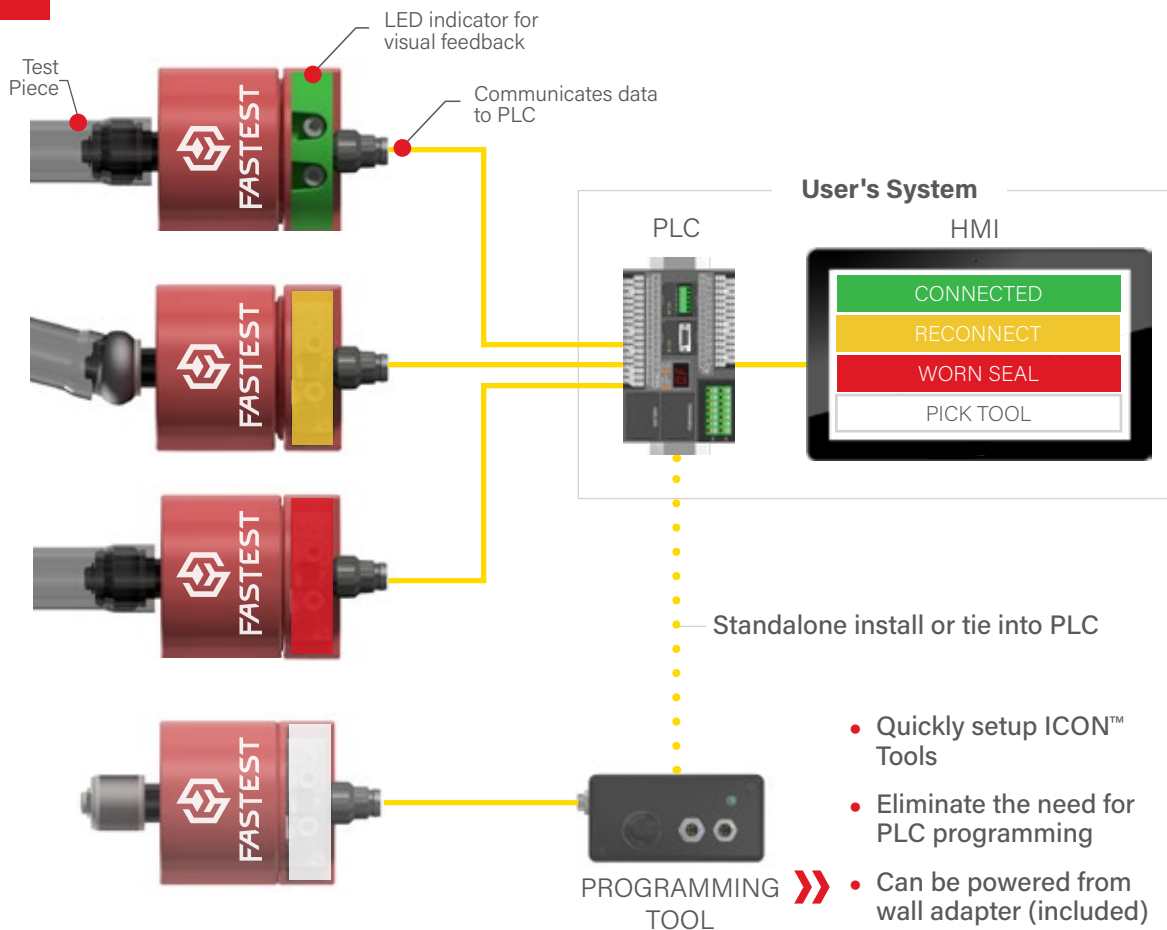 LED indicator for
visual feedback
Test
Piece
Communicates data
to PLC
FASTEST
User's System
PLC
HMI
CONNECTED
RECONNECT
WORN SEAL
PICK TOOL
FASTEST
FASTEST
Standalone install or tie into PLC
FASTEST
PROGRAMMING
TOOL
• Quickly setup ICON™
Tools
• Eliminate the need for
PLC programming
• Can be powered from
wall adapter (included)